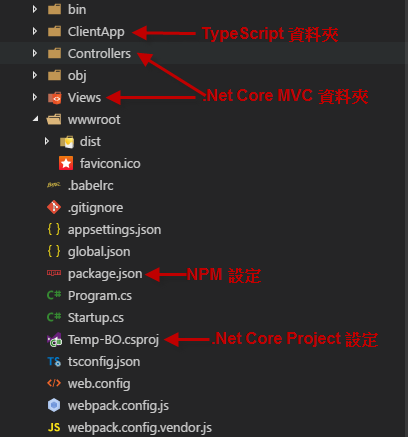 bin
ClientApp
TypeScript 資料夾
Controllers
obj
Views
.Net Core MVC 資料夾
wwwroot
dist
favicon.ico
.babelrc
.gitignore
appsettings.json
global.json
package.json
NPM 設定
Program.cs
Startup.cs
Temp-BO.csproj
.Net Core Project 設定
tsconfig.json
web.config
webpack.config.js
webpack.config.vendor.js